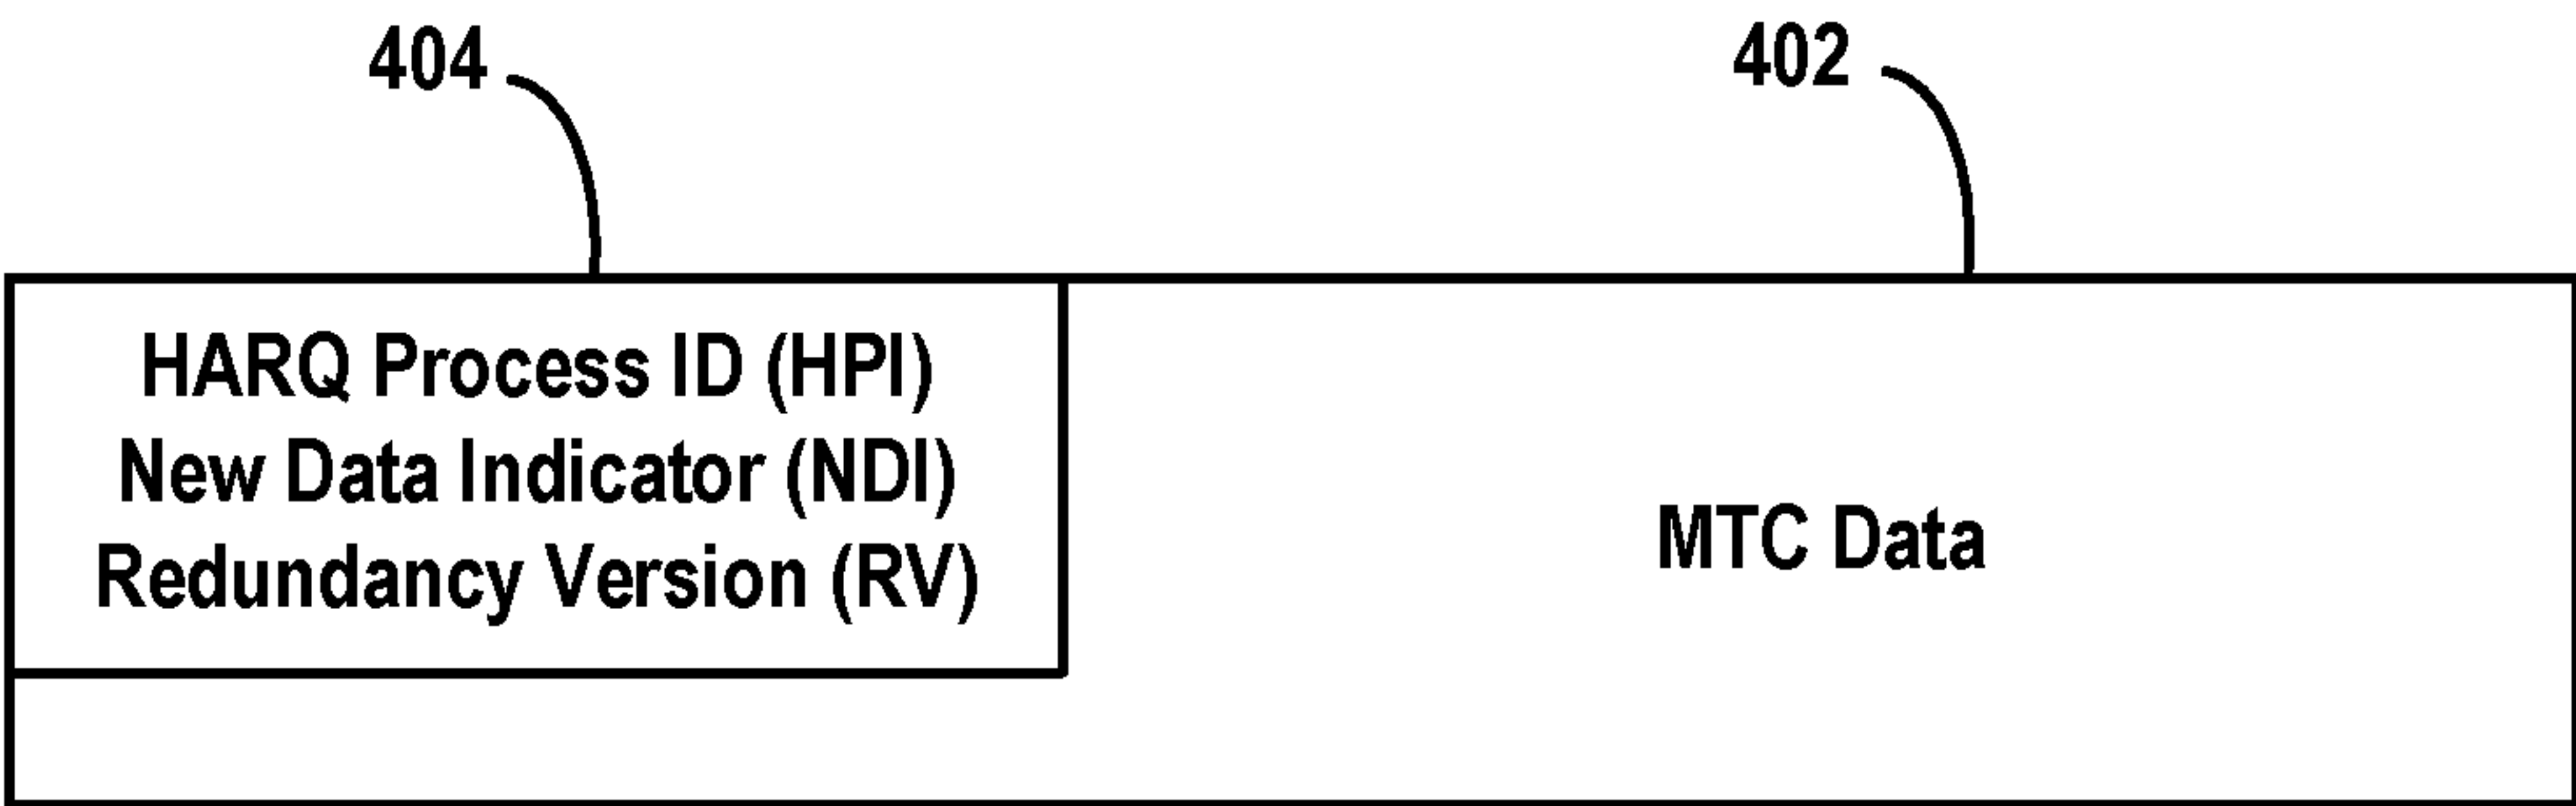 404
402
HARQ Process ID (HPI)
New Data Indicator (NDI)
Redundancy Version (RV)
MTC Data